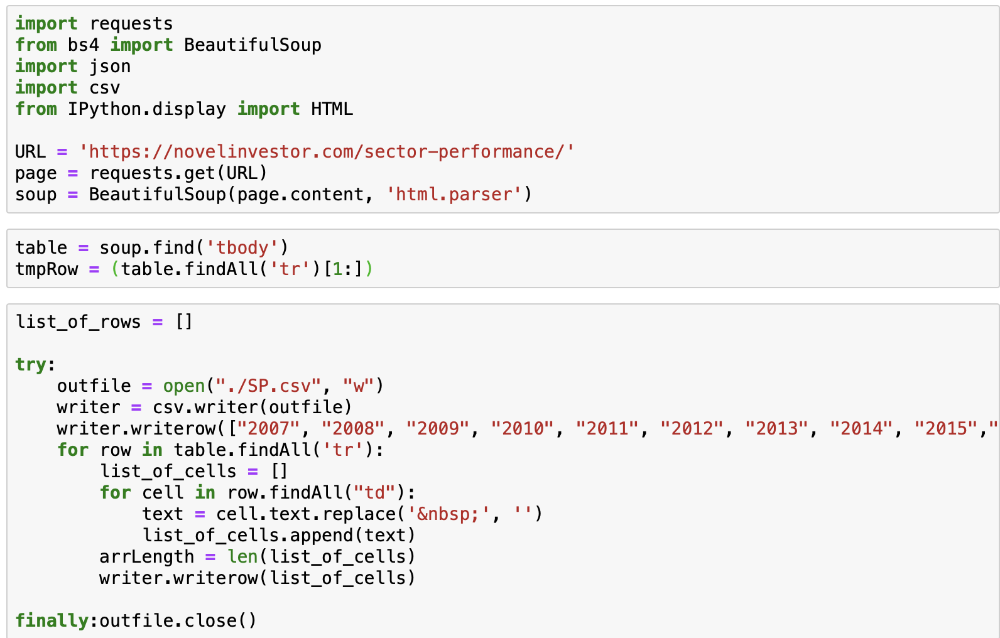 import requests
from bs4 import BeautifulSoup
import json
import csv
from IPython.display import HTML
URL = 'https://novelinvestor.com/sector-performance/'
page = requests.get(URL)
soup = BeautifulSoup(page.content, 'html.parser')
table = soup.find('tbody')
tmpRow = (table.findAll('tr')[1:])
list_of_rows = []
try:
    outfile = open("./SP.csv", "w")
    writer = csv.writer(outfile)
    writer.writerow(["2007", "2008", "2009", "2010", "2011", "2012", "2013", "2014", "2015","
    for row in table.findAll('tr'):
        list_of_cells = []
        for cell in row.findAll("td"):
            text = cell.text.replace('&nbsp;', '')
            list_of_cells.append(text)
        arrLength = len(list_of_cells)
        writer.writerow(list_of_cells)
finally:outfile.close()